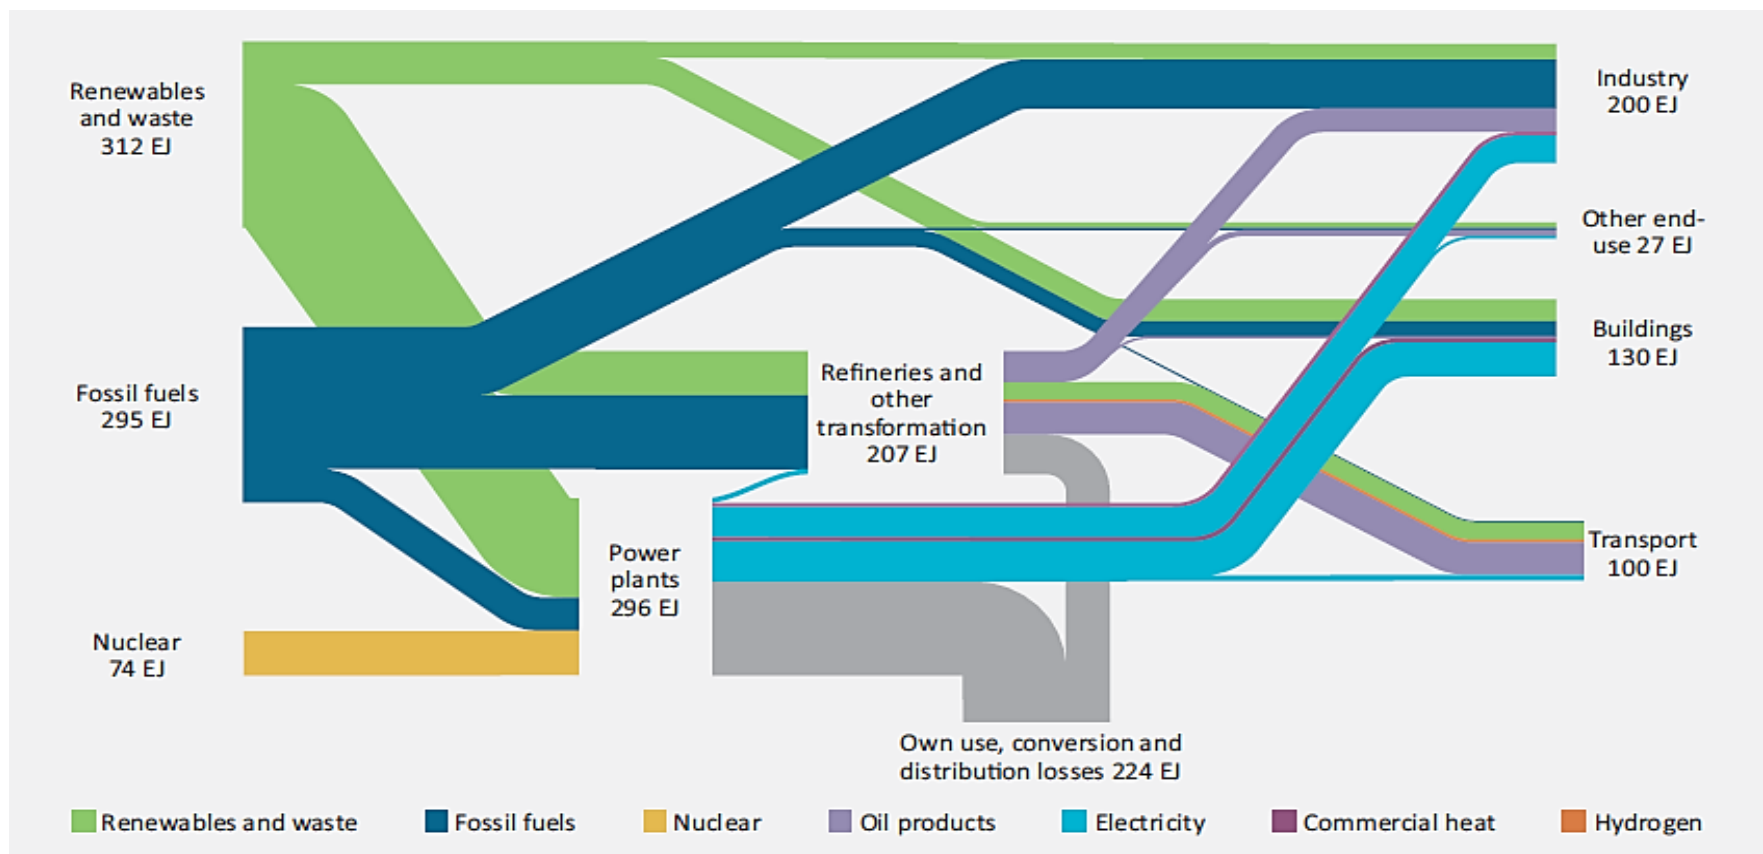 Renewables
and waste
312 EJ
Fossil fuels
295 EJ
Nuclear
74 EJ
Refineries and
other
transformation
207 EJ
Power
plants
296 EJ
Own use, conversion and
distribution losses 224 EJ
Industry
200 EJ
Other end-
use 27 EJ
Buildings
130 EJ
Transport
100 EJ
Renewables and waste
Fossil fuels
Nuclear
Oil products
Electricity
Commercial heat
Hydrogen